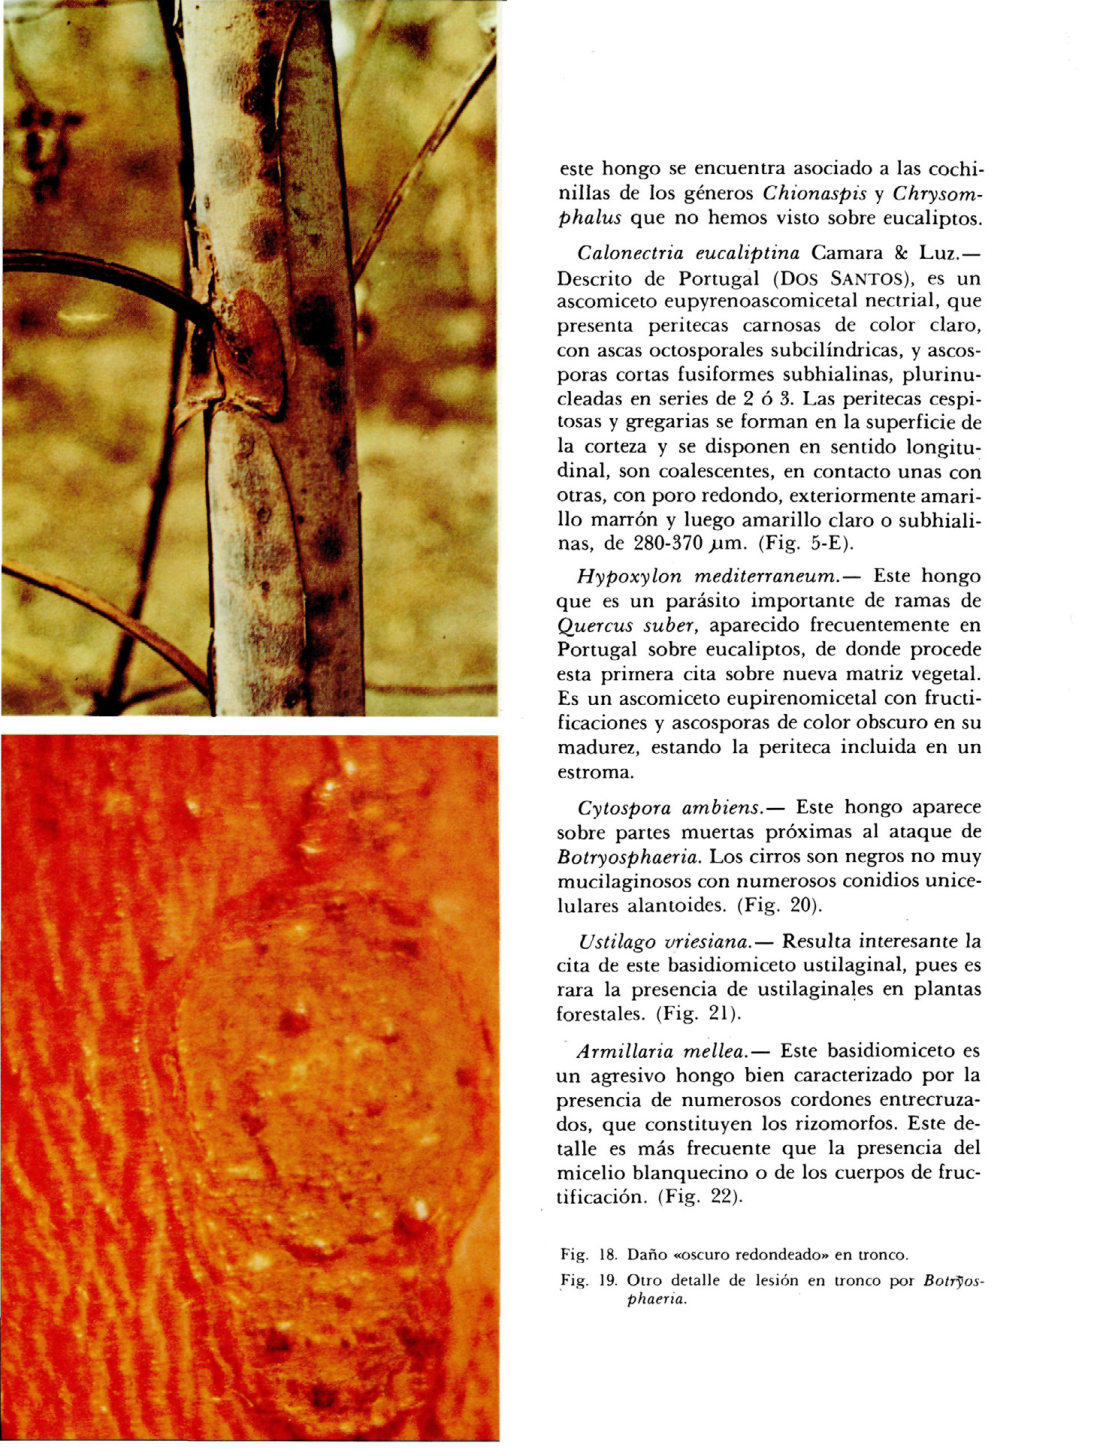 este hongo se encuentra asociado a las cochi-
nillas de los géneros Chionaspis y Chrysom-
phalus que no hemos visto sobre eucaliptos.
Calonectria eucaliptina Camara & Luz.—
Descrito de Portugal (DOS SANTOS), es un
ascomiceto eupyrenoascomicetal nectrial, que
presenta peritecas carnosas de color claro,
con ascas octosporales subcilíndricas, y ascos-
poras cortas fusiformes subhialinas, plurinu-
cleadas en series de 2 ó 3. Las peritecas cespi-
tosas y gregarias se forman en la superficie de
la corteza y se disponen en sentido longitu-
dinal, son coalescentes, en contacto unas con
otras, con poro redondo, exteriormente amari-
llo marrón y luego amarillo claro o subhiali-
nas, de 280-370 µm. (Fig. 5-E).
Hypoxylon mediterraneum.— Este hongo
que es un parásito importante de ramas de
Quercus suber, aparecido frecuentemente en
Portugal sobre eucaliptos, de donde procede
esta primera cita sobre nueva matriz vegetal.
Es un ascomiceto eupirenomicetal con fructi-
ficaciones y ascosporas de color obscuro en su
madurez, estando la periteca incluida en un
estroma.
Cytospora ambiens.— Este hongo aparece
sobre partes muertas próximas al ataque de
Botryosphaeria. Los cirros son negros no muy
mucilaginosos con numerosos conidios unice-
lulares alantoides. (Fig. 20).
Ustilago vriesiana.— Resulta interesante la
cita de este basidiomiceto ustilaginal, pues es
rara la presencia de ustilaginales en plantas
forestales. (Fig. 21).
Armillaria mellea.— Este basidiomiceto es
un agresivo hongo bien caracterizado por la
presencia de numerosos cordones entrecruza-
dos, que constituyen los rizomorfos. Este de-
talle es más frecuente que la presencia del
micelio blanquecino o de los cuerpos de fruc-
tificación. (Fig. 22).
Fig. 18. Daño «oscuro redondeado» en tronco.
Fig. 19. Otro detalle de lesión en tronco por Botryos-
phaeria.